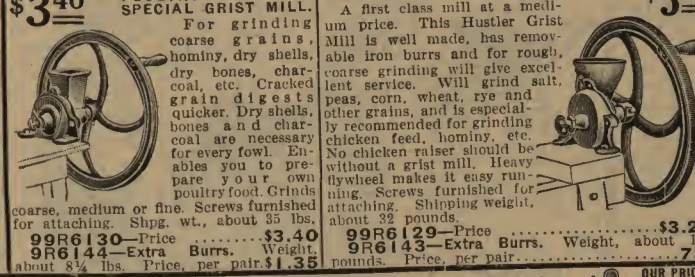 $3.40
SPECIAL GRIST MILL.
For grinding
coarse grains,
hominy, dry shells,
dry bones, char-
coal, etc. Cracked
grain digests
quicker. Dry shells,
bones and char-
coal are necessary
for every fowl. En-
ables you to pre-
pare your own
poultry food. Grinds
coarse, medium or fine. Screws furnished
for attaching. Shpg. wt., about 35 lbs.
99R6130—Price ........$3.40
9R6144—Extra Burrs. Weight,
about 8¼ lbs. Price, per pair.$1.35
A first class mill at a medi-
um price. This Hustler Grist
Mill is well made, has remov-
able iron burrs and for rough,
coarse grinding will give excel-
lent service. Will grind salt,
peas, corn, wheat, rye and
other grains, and is especial-
ly recommended for grinding
chicken feed, hominy, etc.
No chicken raiser should be
without a grist mill. Heavy
flywheel makes it easy run-
ning. Screws furnished for
attaching. Shipping weight,
about 32 pounds.
99R6129—Price ....................$3.2
9R6143—Extra Burrs. Weight, about
pounds. Price, per pair..................
OUR